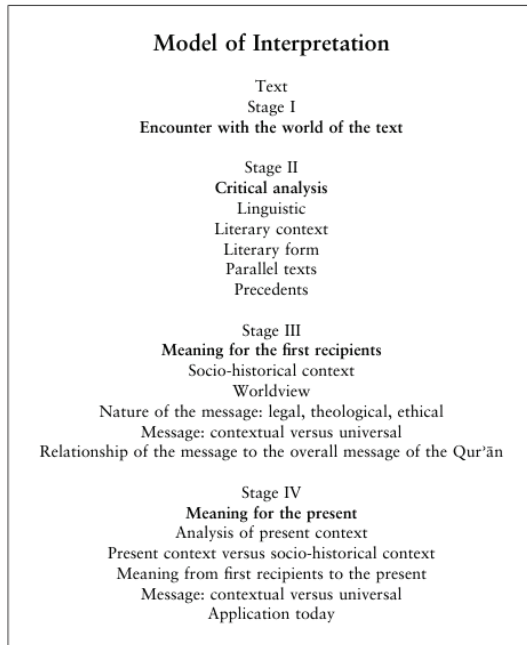 Model of Interpretation
Text
Stage I
Encounter with the world of the text
Stage II
Critical analysis
Linguistic
Literary context
Literary form
Parallel texts
Precedents
Stage III
Meaning for the first recipients
Socio-historical context
Worldview
Nature of the message: legal, theological, ethical
Message: contextual versus universal
Relationship of the message to the overall message of the Qurʾān
Stage IV
Meaning for the present
Analysis of present context
Present context versus socio-historical context
Meaning from first recipients to the present
Message: contextual versus universal
Application today